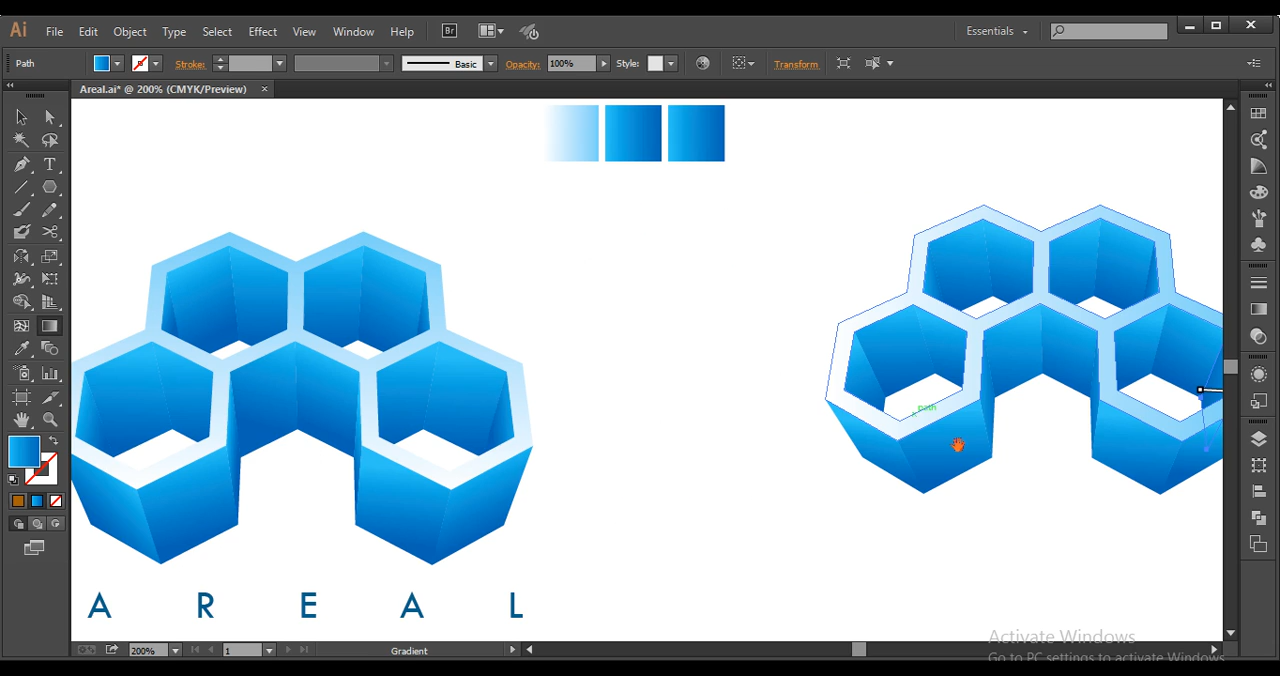 Ai File Edit Object Type Select Effect View Window Help Br Essentials
Path Stroke: Basic Opacity: 100% Style: Transform
Areal.ai* @ 200% (CMYK/Preview) ×
path
A R E A L
Activate Windows
Go to PC settings to activate Windows.
200% 1 Gradient